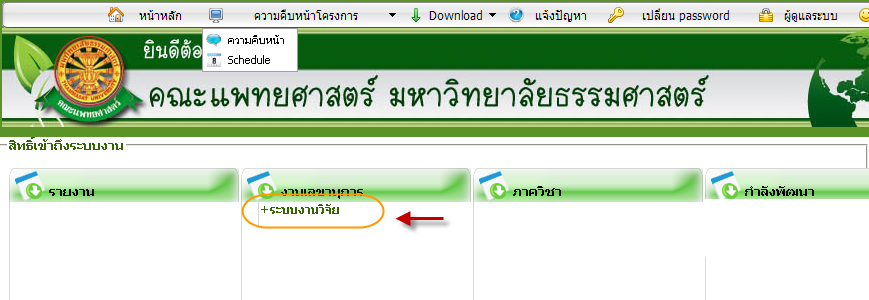 หน้าหลัก ความคืบหน้าโครงการ Download แจ้งปัญหา เปลี่ยน password ผู้ดูแลระบบ
ความคืบหน้า
Schedule
ยินดีต้อ
คณะแพทยศาสตร์ มหาวิทยาลัยธรรมศาสตร์
สิทธิ์เข้าถึงระบบงาน
รายงาน งานเลขานุการ ภาควิชา กำลังพัฒนา
+ระบบงานวิจัย